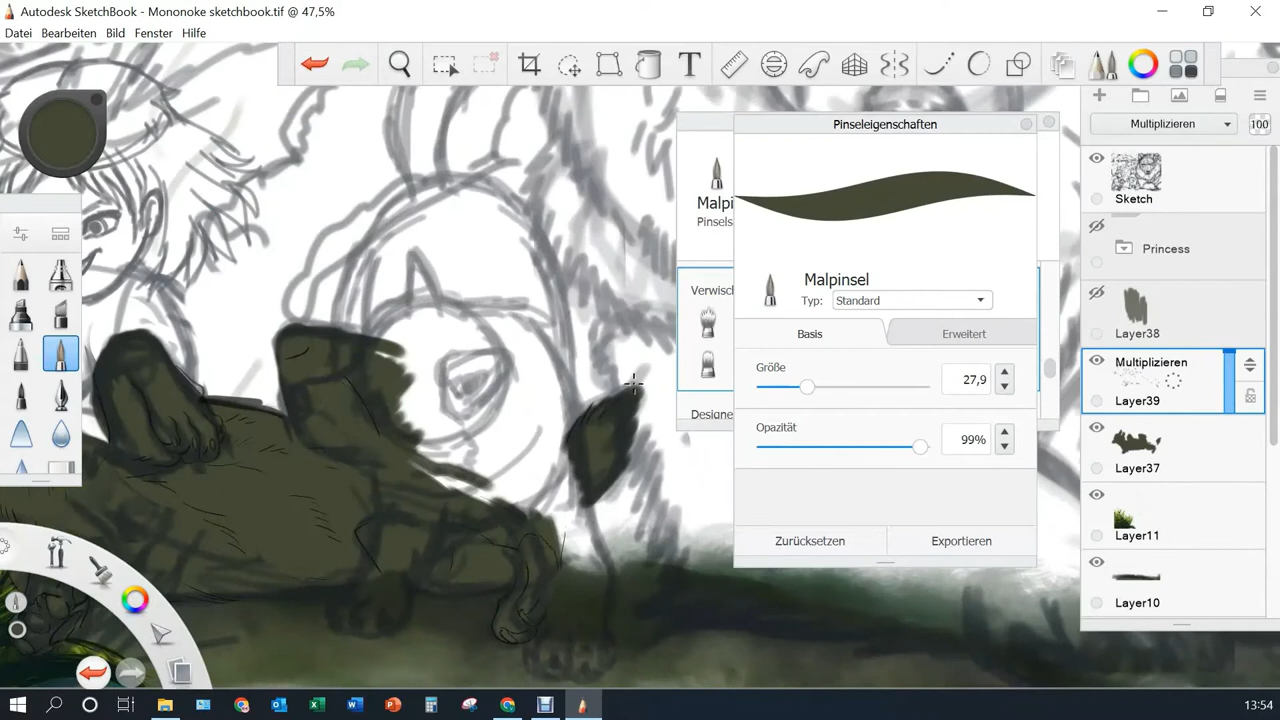 Autodesk SketchBook - Mononoke sketchbook.tif @ 47,5%
Datei Bearbeiten Bild Fenster Hilfe
T
Multiplizieren 100
Pinseleigenschaften
Sketch
Malpi
Pinsels
Princess
Malpinsel
Typ: Standard
Verwisch
Basis Erweitert
Layer38
Multiplizieren
Größe
27,9
Layer39
Designe
Opazität
99%
Layer37
Zurücksetzen Exportieren
Layer11
Layer10
13:54